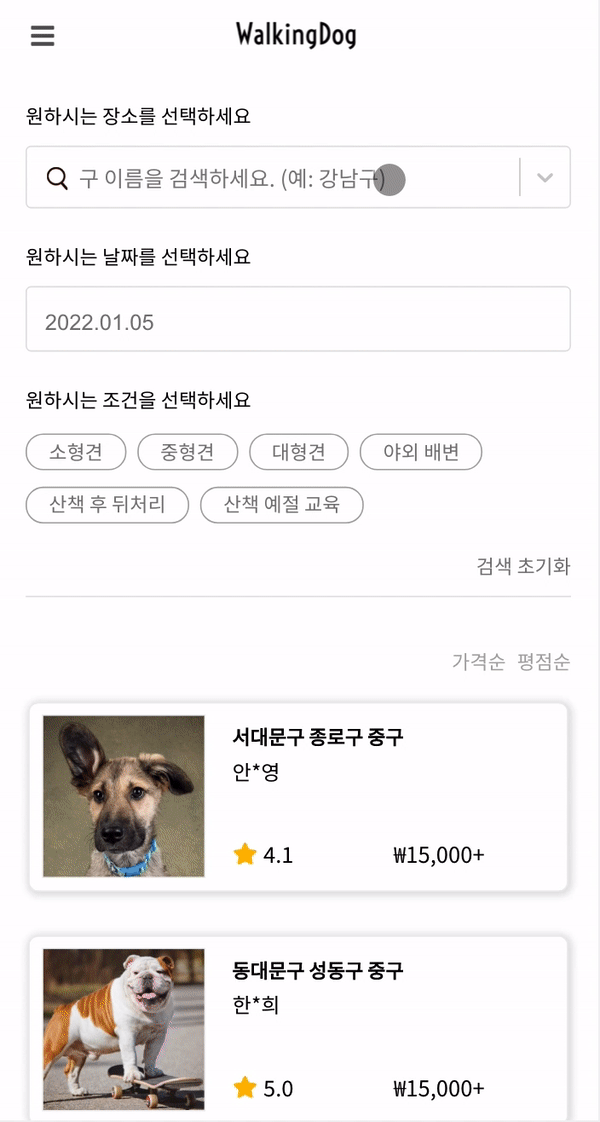 WalkingDog
원하시는 장소를 선택하세요
구 이름을 검색하세요. (예: 강남구)
원하시는 날짜를 선택하세요
2022.01.05
원하시는 조건을 선택하세요
소형견 중형견 대형견 야외 배변
산책 후 뒤처리 산책 예절 교육
검색 초기화
가격순 평점순
서대문구 종로구 중구
안*영
4.1 ₩15,000+
동대문구 성동구 중구
한*희
5.0 ₩15,000+